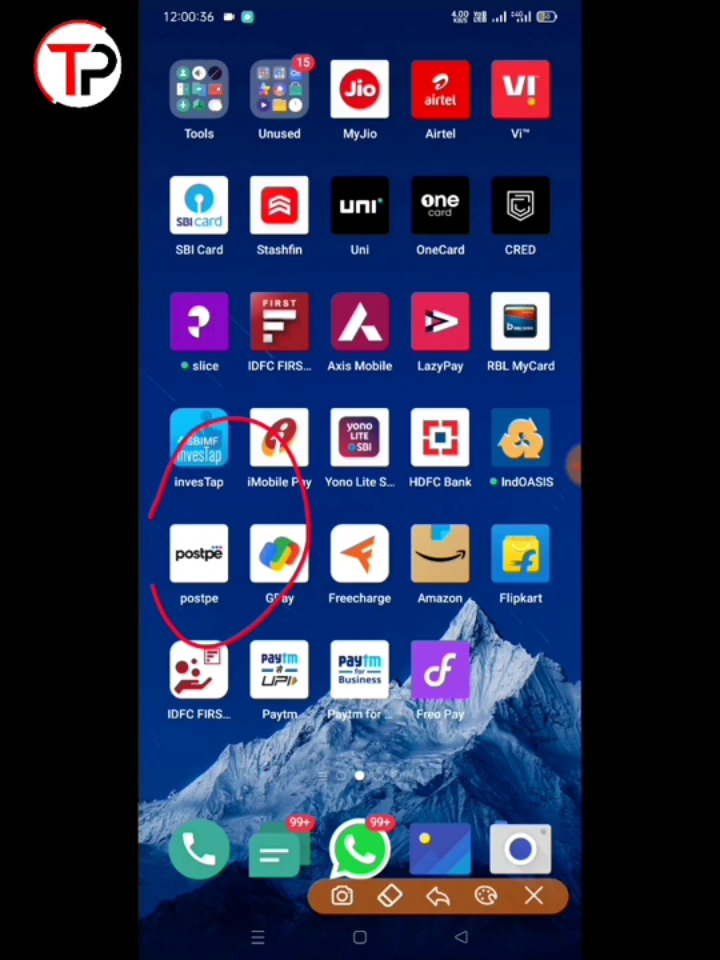 12:00:36
4.00 KB/S
TP
15
Jio
airtel
VI
Tools
Unused
MyJio
Airtel
Vi™
SBI card
uni
one card
SBI Card
Stashfin
Uni
OneCard
CRED
FIRST
slice
IDFC FIRS...
Axis Mobile
LazyPay
RBL MyCard
SBIMF
invesTap
yono
LITE
SBI
invesTap
iMobile Pay
Yono Lite S...
HDFC Bank
IndOASIS
postpe
postpe
GPay
Freecharge
Amazon
Flipkart
paytm
से
UPI
paytm
for
Business
IDFC FIRS...
Paytm
Paytm for ...
Freo Pay
99+
99+